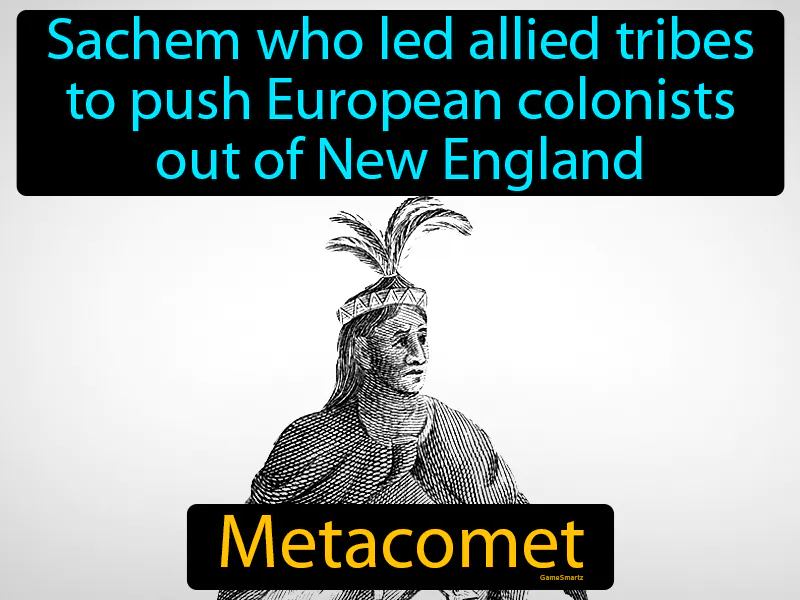 Sachem who led allied tribes
to push European colonists
out of New England
Metacomet
GameSmartz